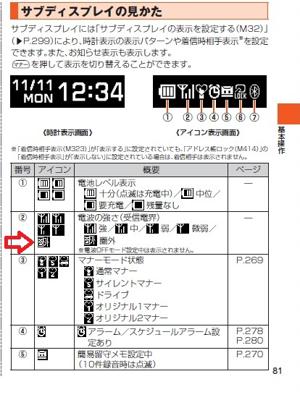 サブディスプレイの見かた
サブディスプレイには「サブディスプレイの表示を設定する(M32)」
(▶P.299)により、時計表示の表示パターンや着信時相手表示※を設定
できます。また、お知らせ表示も表示します。
を押して表示を切り替えることができます。
11/11
MON 12:34
《時計表示画面》
① ② ③ ④ ⑤ ⑥ ⑦
《アイコン表示画面》
※「着信時相手表示(M323)」が「表示する」に設定されていても、「アドレス帳ロック(M414)」の
「着信時相手表示」が「表示しない」に設定されている場合は、着信相手は表示されません。
番号 アイコン 概要 ページ
① 電池レベル表示 ―
十分(点滅は充電中)/中位/
要充電/残量なし
② 電波の強さ(受信電界) ―
強/中/弱/微弱/
圏外 圏外
※電波OFFモード設定中は表示されません。
③ マナーモード状態 P.269
通常マナー
サイレントマナー
ドライブ
オリジナル1マナー
オリジナル2マナー
④ アラーム/スケジュールアラーム設 P.278
定あり P.280
⑤ 簡易留守メモ設定中 P.270
(10件録音時は点滅)
基本操作
81